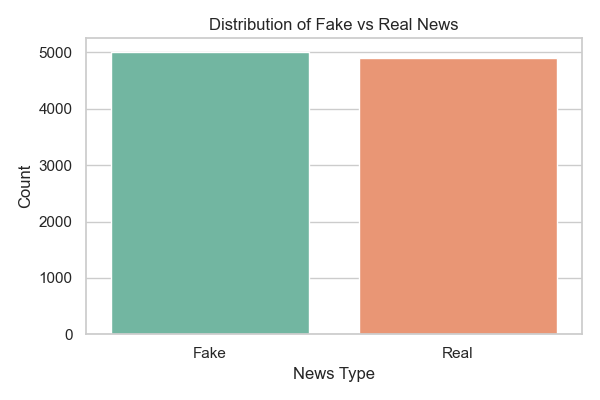 Distribution of Fake vs Real News
5000
4000
3000
2000
1000
0
Count
Fake
Real
News Type